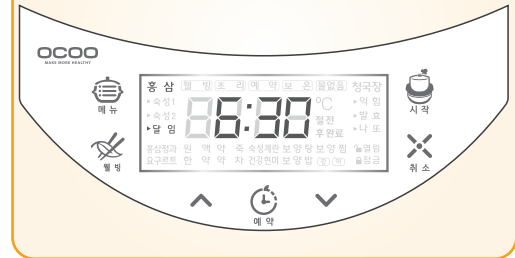 OCOO
MAKE MORE HEALTHY
메뉴
웰빙
홍 삼 웰 빙 조 리 예 약 보 온 물없음 청국장
▸숙성1
▸숙성2
▸달 임
6:30
℃
절전
후완료
▸익 힘
▸발 효
▸나 또
홍삼정과 원 액 약 죽 숙성계란 보 양 탕 보 양 찜 열림
요구르트 한 약 약 차 건강현미 보 양 밥 잠금
시 작
취 소
예 약